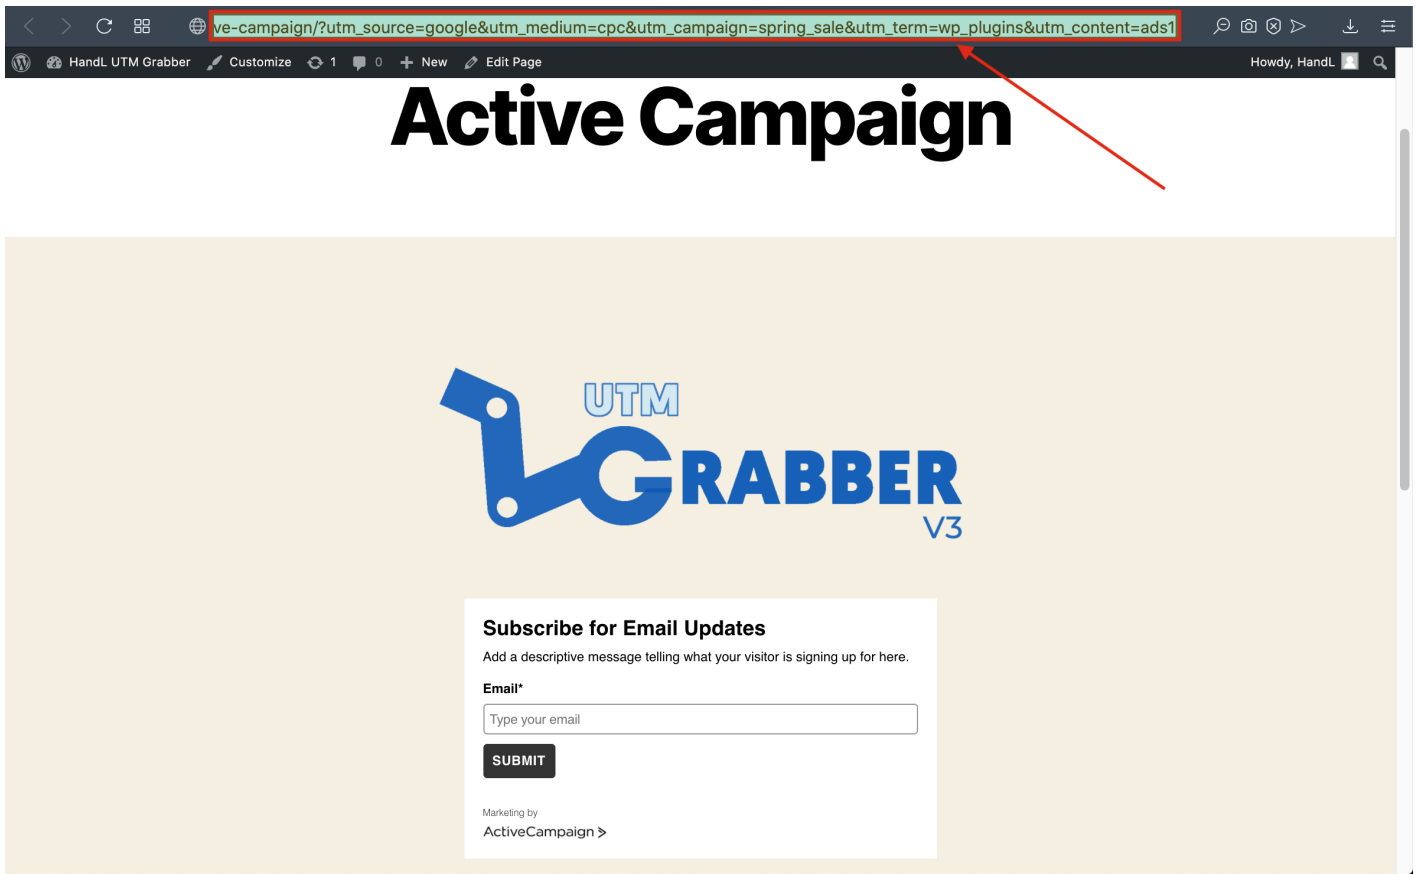 ve-campaign/?utm_source=google&utm_medium=cpc&utm_campaign=spring_sale&utm_term=wp_plugins&utm_content=ads1
HandL UTM Grabber Customize 1 0 New Edit Page Howdy, HandL
Active Campaign
UTM
GRABBER
V3
Subscribe for Email Updates
Add a descriptive message telling what your visitor is signing up for here.
Email*
Type your email
SUBMIT
Marketing by
ActiveCampaign >